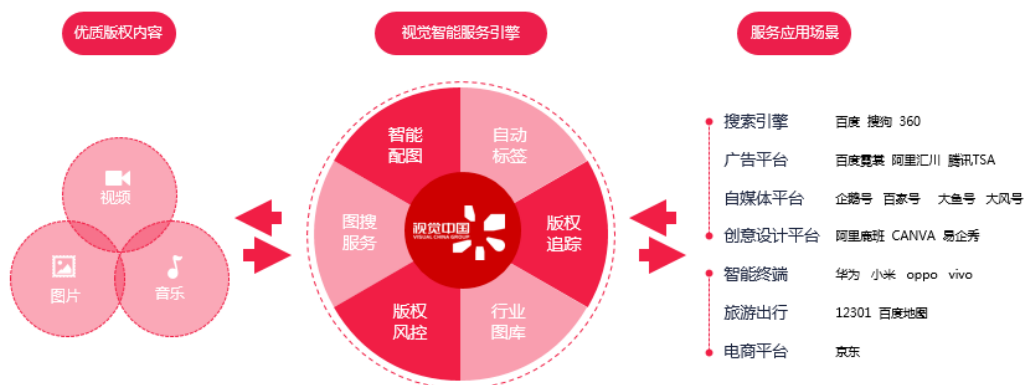 优质版权内容
视觉智能服务引擎
服务应用场景
视频
图片
音乐
智能
配图
自动
标签
图搜
服务
视觉中国
VISUAL CHINA GROUP
版权
追踪
版权
风控
行业
图库
搜索引擎 百度 搜狗 360
广告平台 百度霓裳 阿里汇川 腾讯TSA
自媒体平台 企鹅号 百家号 大鱼号 大风号
创意设计平台 阿里鹿班 CANVA 易企秀
智能终端 华为 小米 oppo vivo
旅游出行 12301 百度地图
电商平台 京东